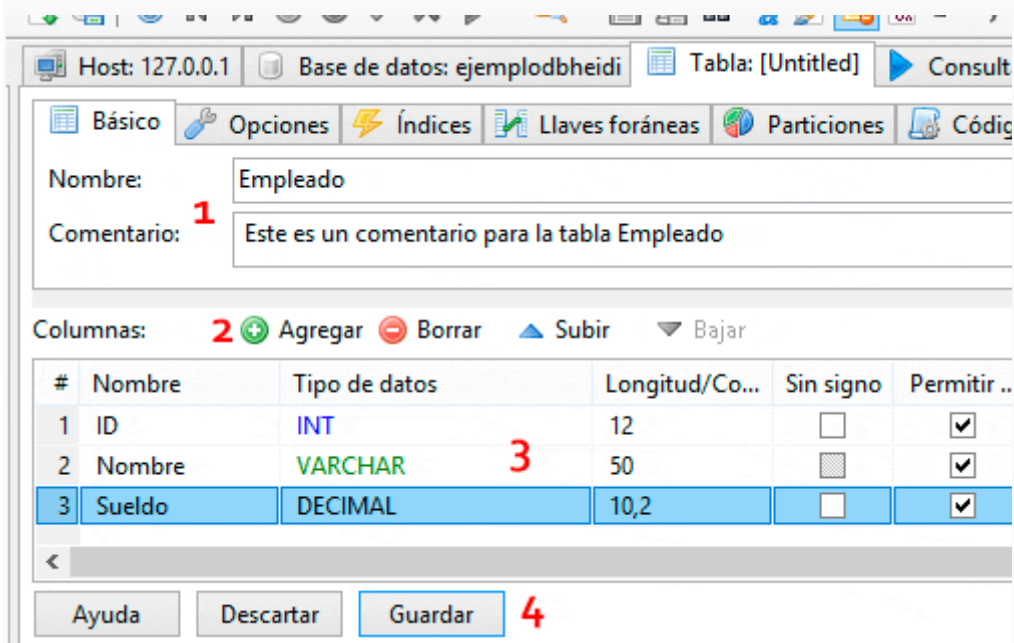 Host: 127.0.0.1 Base de datos: ejemplodbheidi Tabla: [Untitled] Consult
Básico Opciones Índices Llaves foráneas Particiones Códig
Nombre: Empleado
1
Comentario: Este es un comentario para la tabla Empleado
Columnas: 2 Agregar Borrar Subir Bajar
# Nombre Tipo de datos Longitud/Co... Sin signo Permitir ...
1 ID INT 12
2 Nombre VARCHAR 3 50
3 Sueldo DECIMAL 10,2
Ayuda Descartar Guardar 4